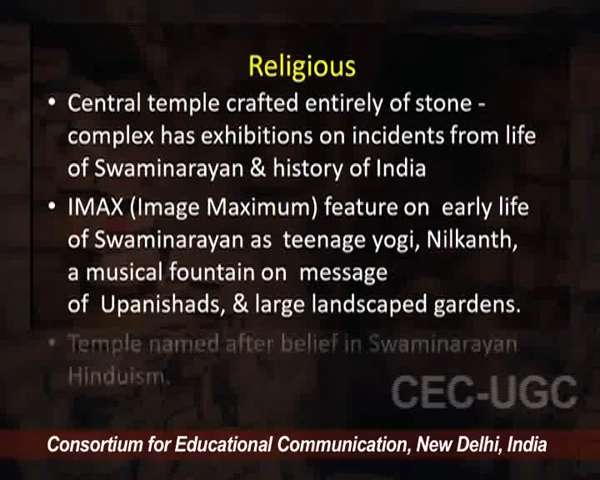 Religious
• Central temple crafted entirely of stone -
complex has exhibitions on incidents from life
of Swaminarayan & history of India
• IMAX (Image Maximum) feature on early life
of Swaminarayan as teenage yogi, Nilkanth,
a musical fountain on message
of Upanishads, & large landscaped gardens.
• Temple named after belief in Swaminarayan
Hinduism.
CEC-UGC
Consortium for Educational Communication, New Delhi, India